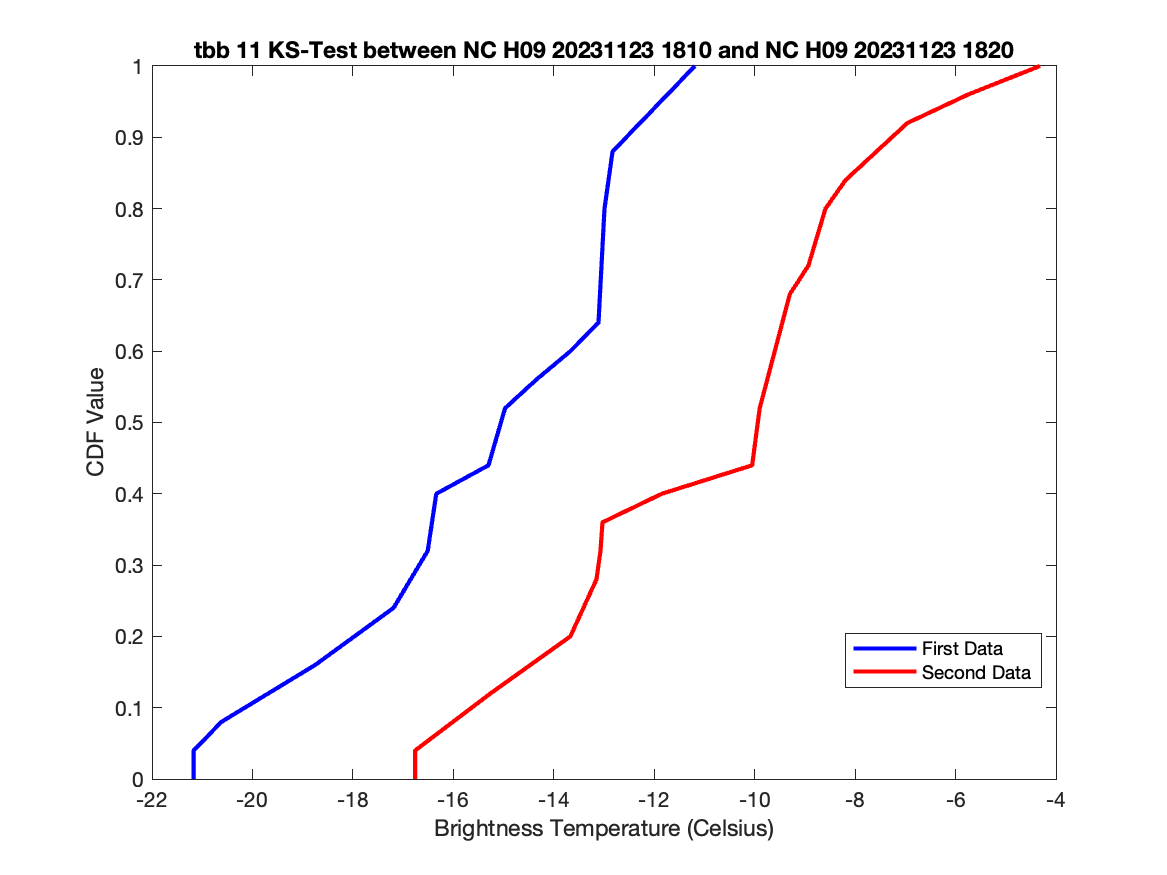 tbb 11 KS-Test between NC H09 20231123 1810 and NC H09 20231123 1820
1
0.9
0.8
0.7
0.6
0.5
0.4
0.3
0.2
0.1
0
CDF Value
First Data
Second Data
-22 -20 -18 -16 -14 -12 -10 -8 -6 -4
Brightness Temperature (Celsius)